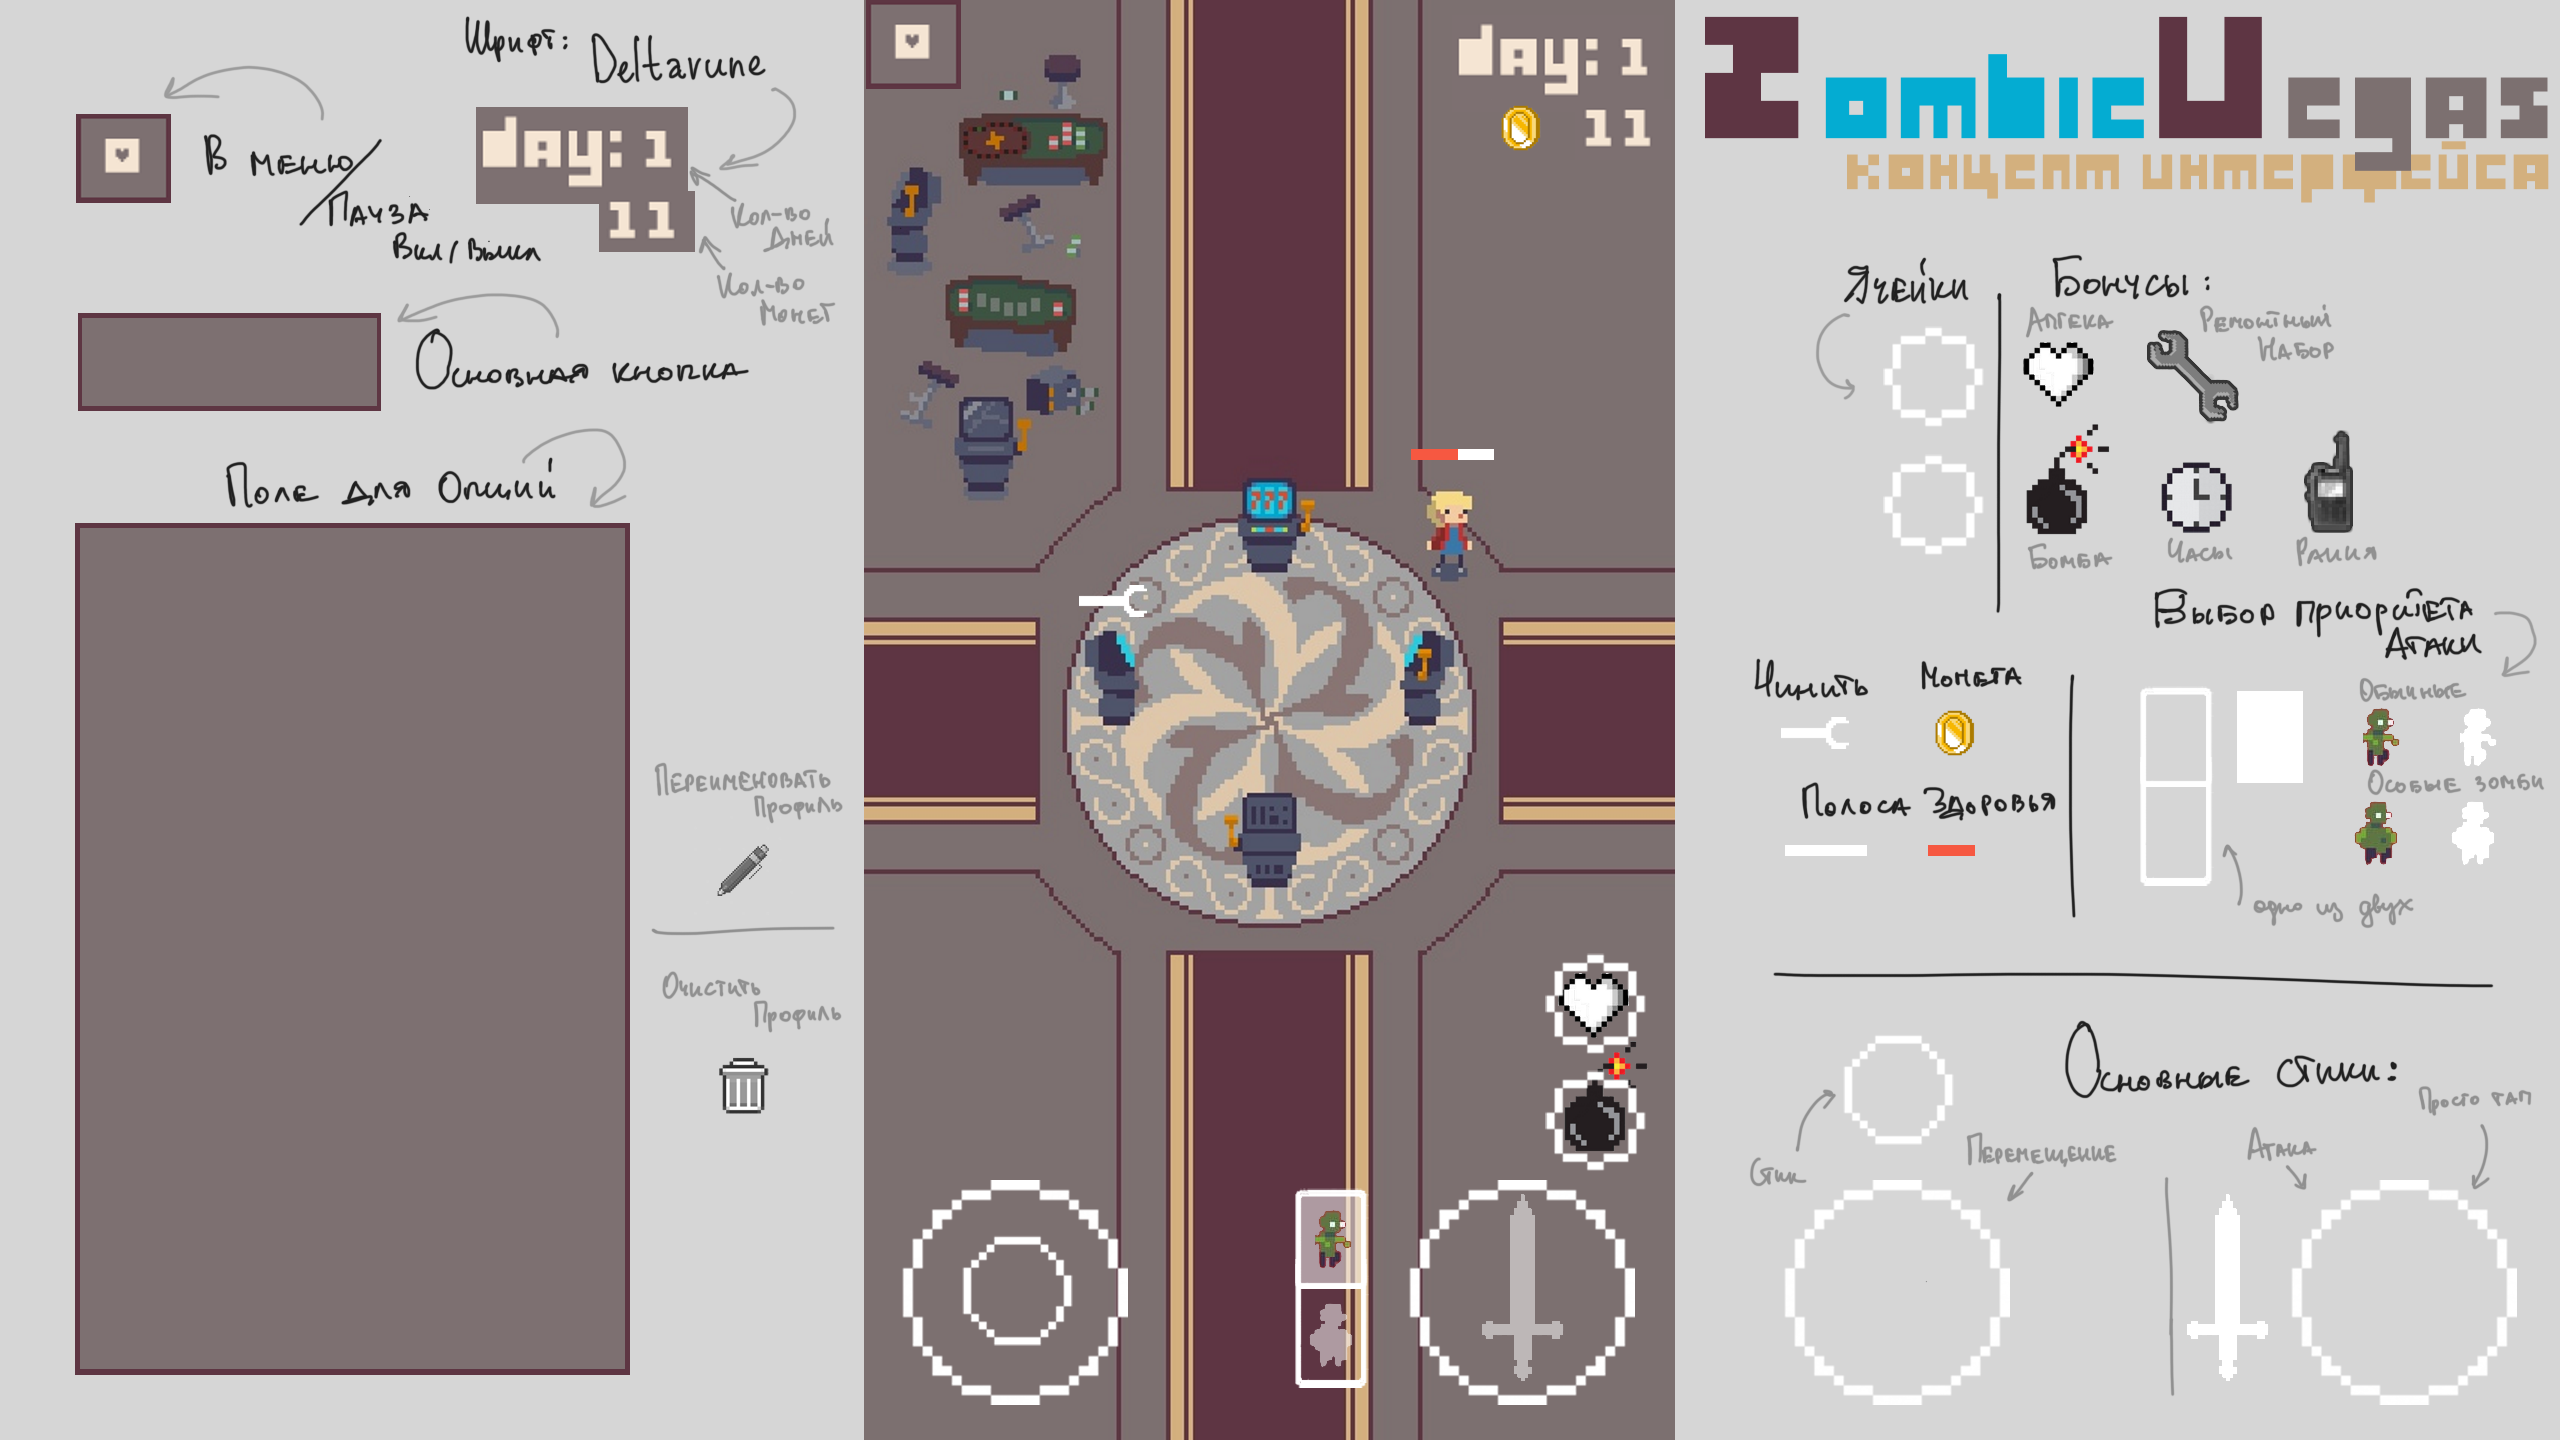 Шрифт: Deltarune
В меню/
Пауза
Вкл/Выкл
day: 1
11
Кол-во
дней
Кол-во
монет
Основная кнопка
Поле для опций
Переименовать
профиль
Очистить
профиль
day: 1
11
777
ZombieVegas
концепт интерфейса
Ячейки
Бонусы:
Аптека
Ремонтный
набор
Бомба
Часы
Рация
Выбор приоритета
атаки
Чинить
Монета
Полоса здоровья
Обычные
Особые зомби
одно из двух
Основные стики:
Стик
Перемещение
Атака
Просто тап